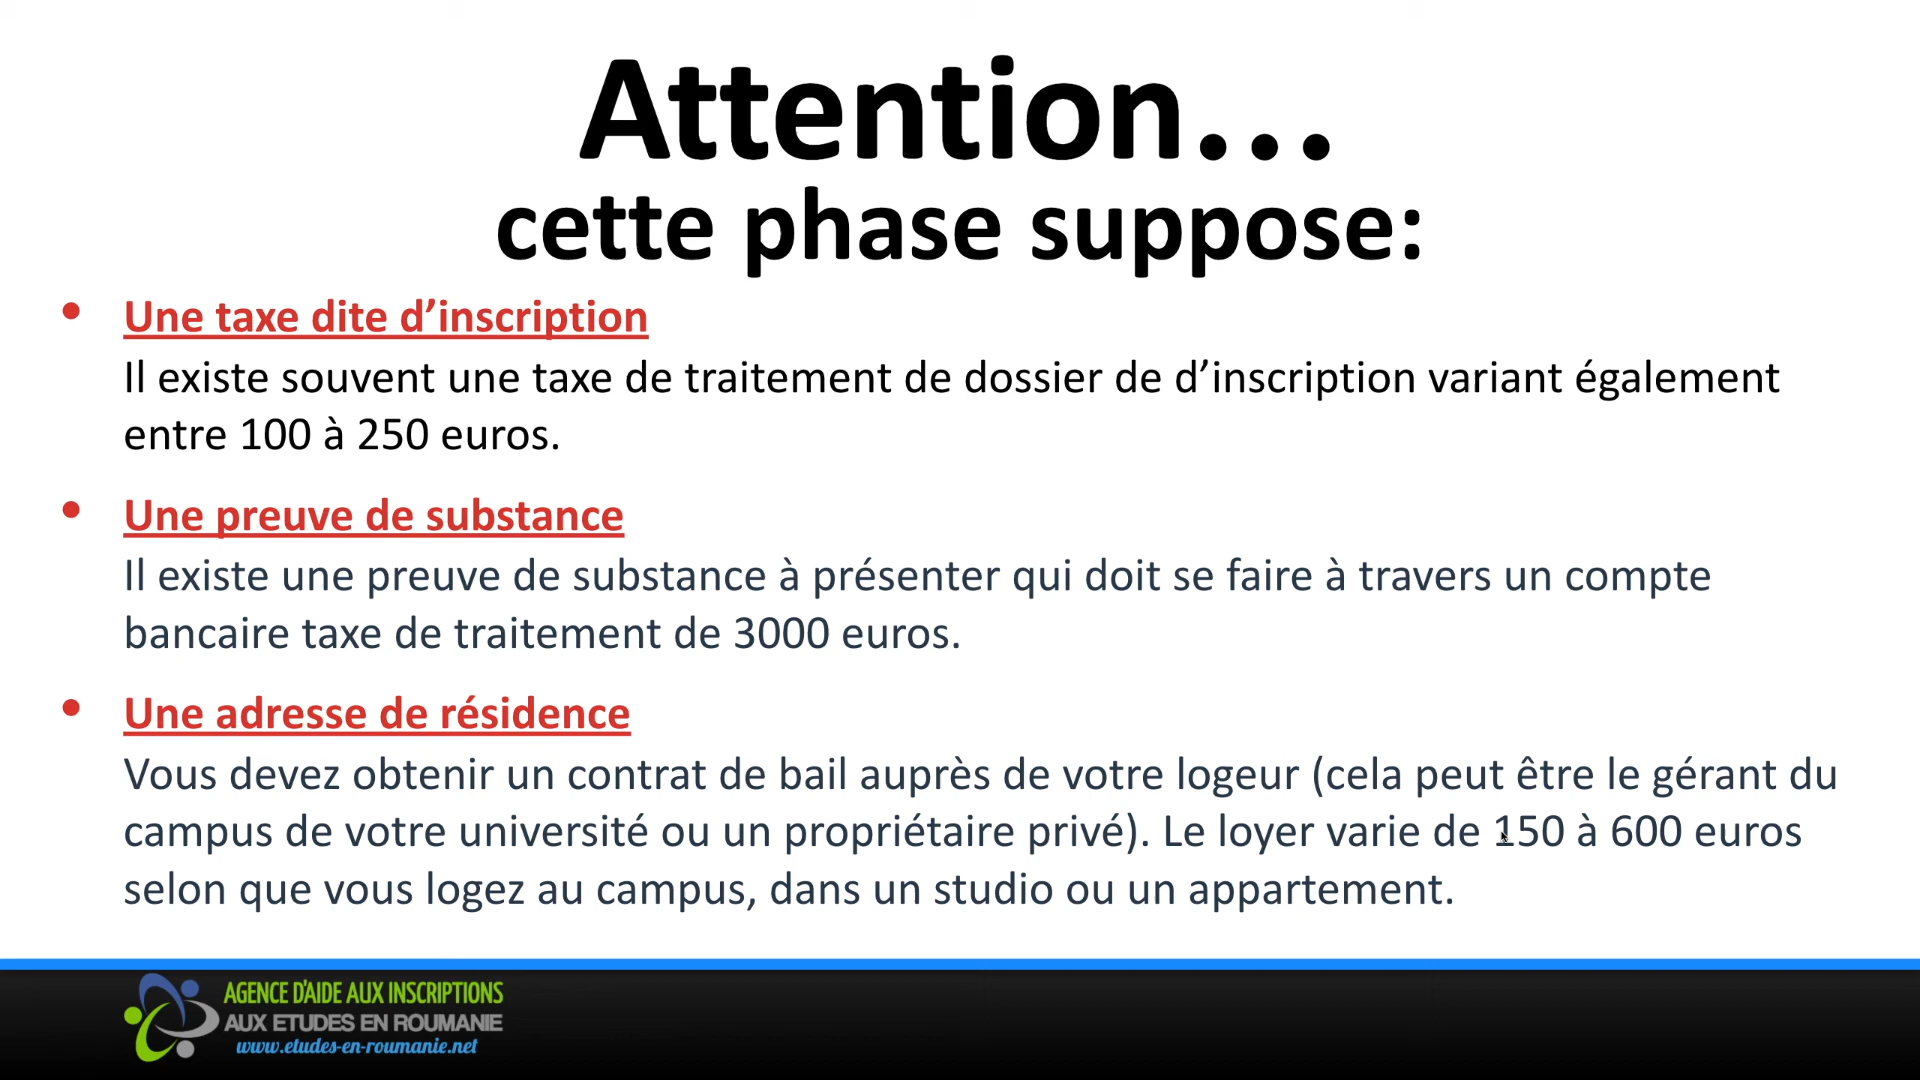 Attention...
cette phase suppose:
• Une taxe dite d’inscription
Il existe souvent une taxe de traitement de dossier de d’inscription variant également
entre 100 à 250 euros.
• Une preuve de substance
Il existe une preuve de substance à présenter qui doit se faire à travers un compte
bancaire taxe de traitement de 3000 euros.
• Une adresse de résidence
Vous devez obtenir un contrat de bail auprès de votre logeur (cela peut être le gérant du
campus de votre université ou un propriétaire privé). Le loyer varie de 150 à 600 euros
selon que vous logez au campus, dans un studio ou un appartement.
AGENCE D'AIDE AUX INSCRIPTIONS
AUX ETUDES EN ROUMANIE
www.etudes-en-roumanie.net